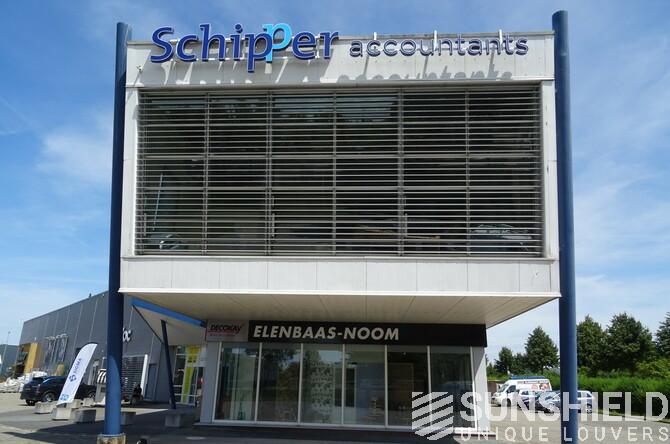 Schipper accountants
DECOKAY
ELENBAAS-NOOM
SUNSHIELD
UNIQUE LOUVERS